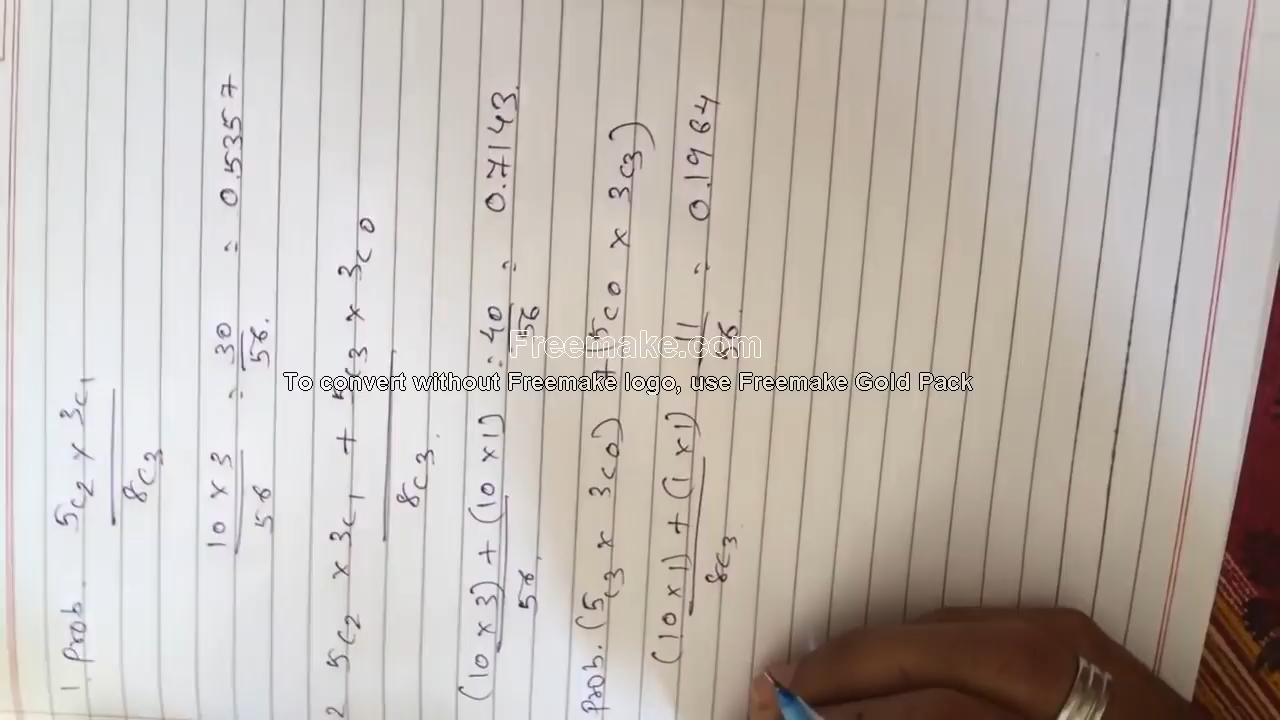 1. Prob. 5c2 x 3c1
8c3
10 x 3 = 30 = 0.5357
56 56.
2 5c2 x 3c1 + 5c3 x 3c0
8c3.
(10 x 3) + (10 x 1) = 40 = 0.7143.
56. 56
Prob. (5c3 x 3c0) + (5c0 x 3c3)
(10 x 1) + (1 x 1) = 11 = 0.1964
8c3. 56.
Freemake.com
To convert without Freemake logo, use Freemake Gold Pack